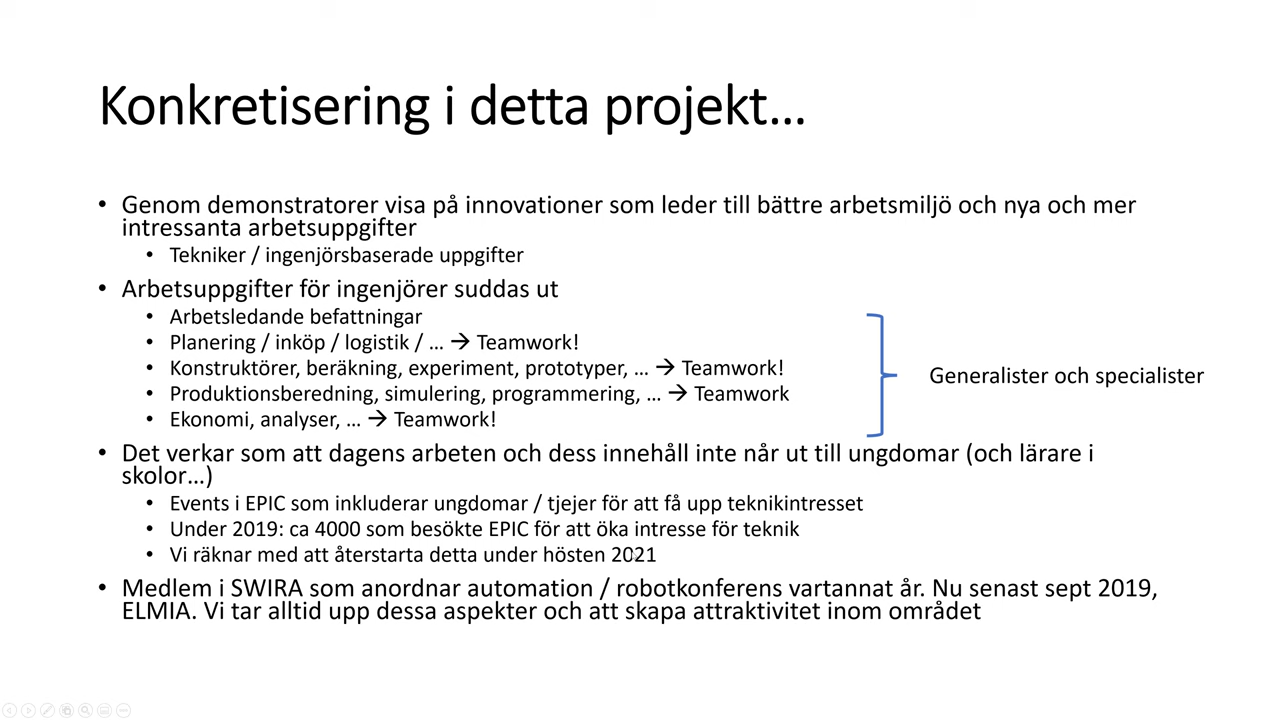 Konkretisering i detta projekt…
• Genom demonstratorer visa på innovationer som leder till bättre arbetsmiljö och nya och mer
intressanta arbetsuppgifter
• Tekniker / ingenjörsbaserade uppgifter
• Arbetsuppgifter för ingenjörer suddas ut
• Arbetsledande befattningar
• Planering / inköp / logistik / … → Teamwork!
• Konstruktörer, beräkning, experiment, prototyper, … → Teamwork!
• Produktionsberedning, simulering, programmering, … → Teamwork
• Ekonomi, analyser, … → Teamwork!
Generalister och specialister
• Det verkar som att dagens arbeten och dess innehåll inte når ut till ungdomar (och lärare i
skolor…)
• Events i EPIC som inkluderar ungdomar / tjejer för att få upp teknikintresset
• Under 2019: ca 4000 som besökte EPIC för att öka intresse för teknik
• Vi räknar med att återstarta detta under hösten 2021
• Medlem i SWIRA som anordnar automation / robotkonferens vartannat år. Nu senast sept 2019,
ELMIA. Vi tar alltid upp dessa aspekter och att skapa attraktivitet inom området